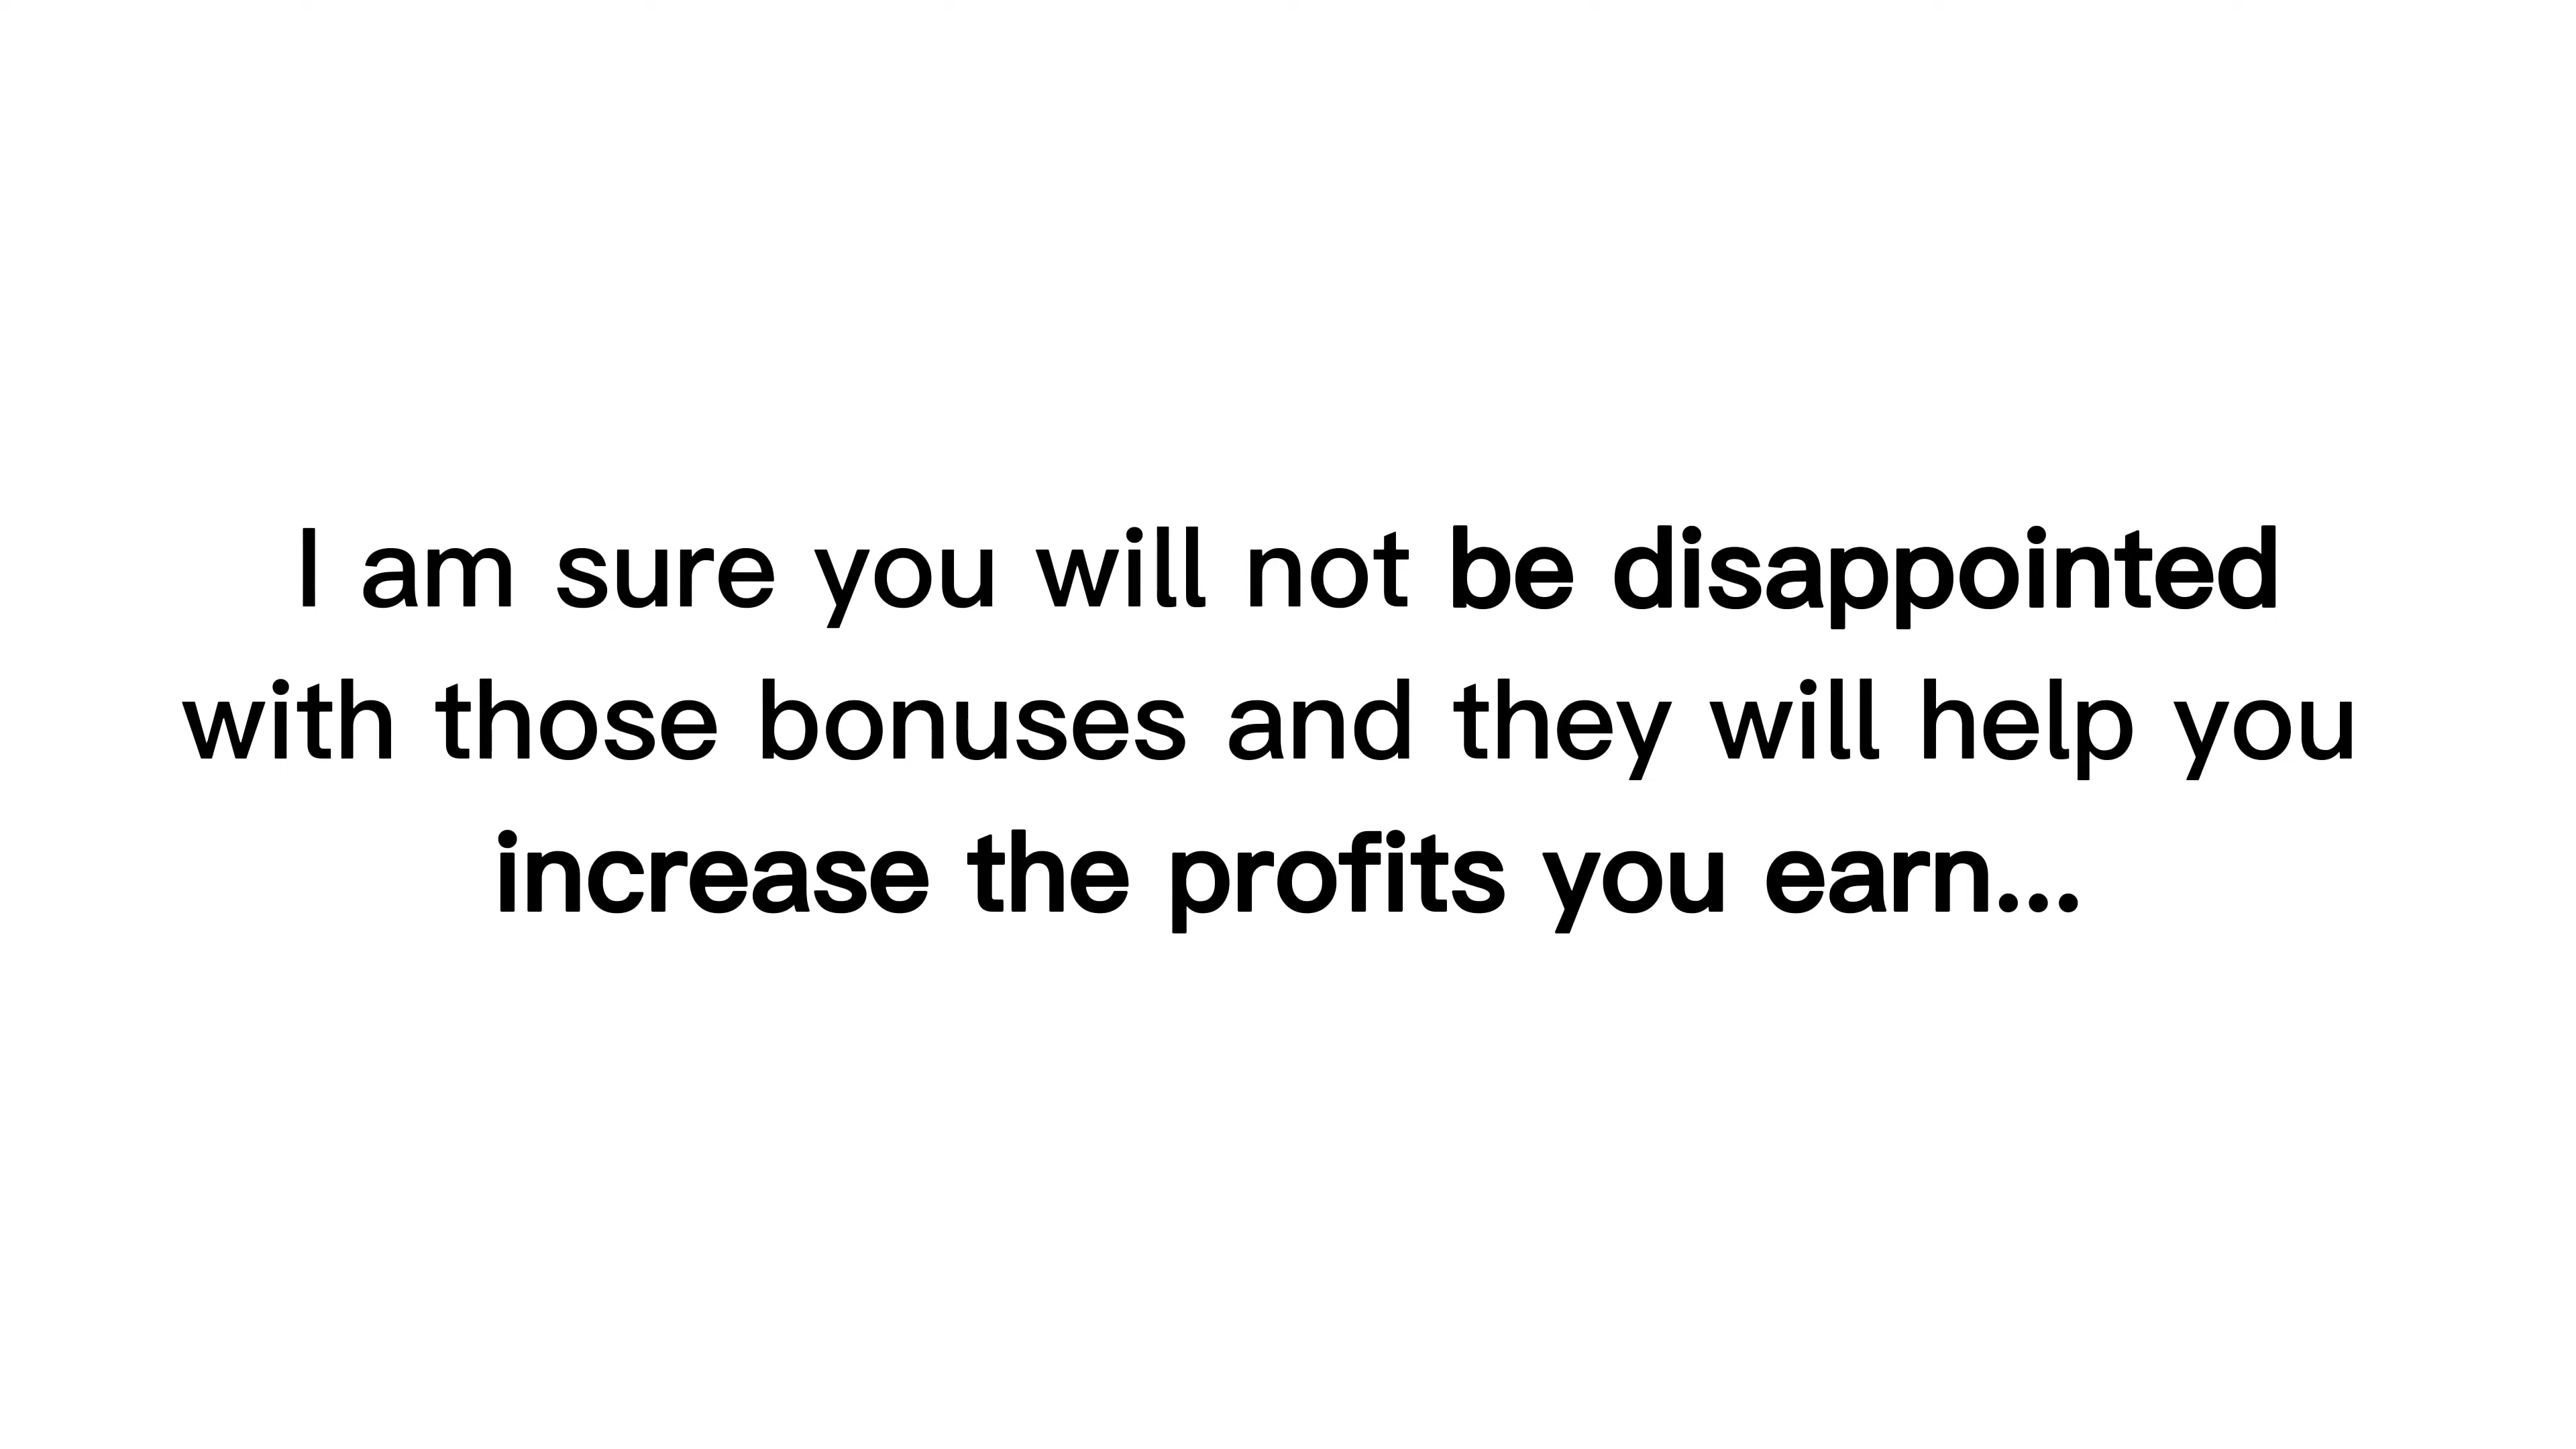 I am sure you will not be disappointed
with those bonuses and they will help you
increase the profits you earn...